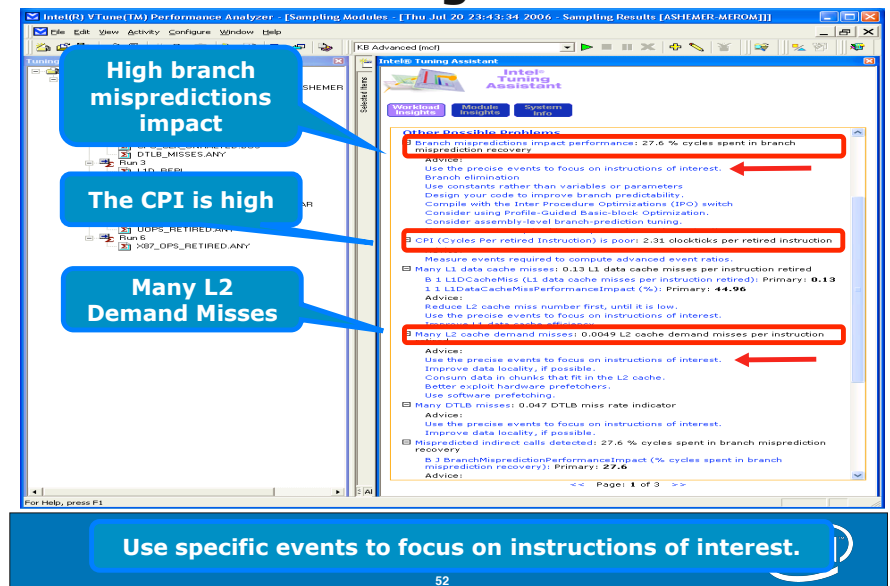 Intel(R) VTune(TM) Performance Analyzer - [Sampling Modules - [Thu Jul 20 23:43:34 2006 - Sampling Results [ASHEMER-MEROM]]]
File Edit View Activity Configure Window Help
KB Advanced (mof)
Tuning
Intel® Tuning Assistant
High branch
mispredictions
impact
SHEMER
Selected Items
Intel®
Tuning
Assistant
Workload
Insights
Module
Insights
System
Info
Other Possible Problems
Branch mispredictions impact performance: 27.6 % cycles spent in branch
misprediction recovery
Advice:
Use the precise events to focus on instructions of interest.
Branch elimination
Use constants rather than variables or parameters
Design your code to improve branch predictability.
Compile with the Inter Procedure Optimizations (IPO) switch
Consider using Profile-Guided Basic-block Optimization.
Consider assembly-level branch-prediction tuning.
DTLB_MISSES.ANY
Run 3
L1D_REPL
The CPI is high
AR
UOPS_RETIRED.ANY
Run 6
X87_OPS_RETIRED.ANY
CPI (Cycles Per retired Instruction) is poor: 2.31 clockticks per retired instruction
Measure events required to compute advanced event ratios.
Many L1 data cache misses: 0.13 L1 data cache misses per instruction retired
B 1 L1DCacheMiss (L1 data cache misses per instruction retired): Primary: 0.13
1 1 L1DataCacheMissPerformanceImpact (%): Primary: 44.96
Advice:
Reduce L2 cache miss number first, until it is low.
Use the precise events to focus on instructions of interest.
Improve L1 data cache efficiency.
Many L2
Demand Misses
Many L2 cache demand misses: 0.0049 L2 cache demand misses per instruction
Advice:
Use the precise events to focus on instructions of interest.
Improve data locality, if possible.
Consum data in chunks that fit in the L2 cache.
Better exploit hardware prefetchers.
Use software prefetching.
Many DTLB misses: 0.047 DTLB miss rate indicator
Advice:
Use the precise events to focus on instructions of interest.
Improve data locality, if possible.
Mispredicted indirect calls detected: 27.6 % cycles spent in branch misprediction
recovery
B J BranchMispredictionPerformanceImpact (% cycles spent in branch
misprediction recovery): Primary: 27.6
Advice:
<< Page: 1 of 3 >>
For Help, press F1
Use specific events to focus on instructions of interest.
52